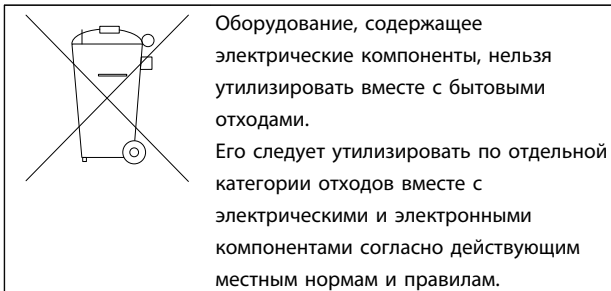 Оборудование, содержащее
электрические компоненты, нельзя
утилизировать вместе с бытовыми
отходами.
Его следует утилизировать по отдельной
категории отходов вместе с
электрическими и электронными
компонентами согласно действующим
местным нормам и правилам.